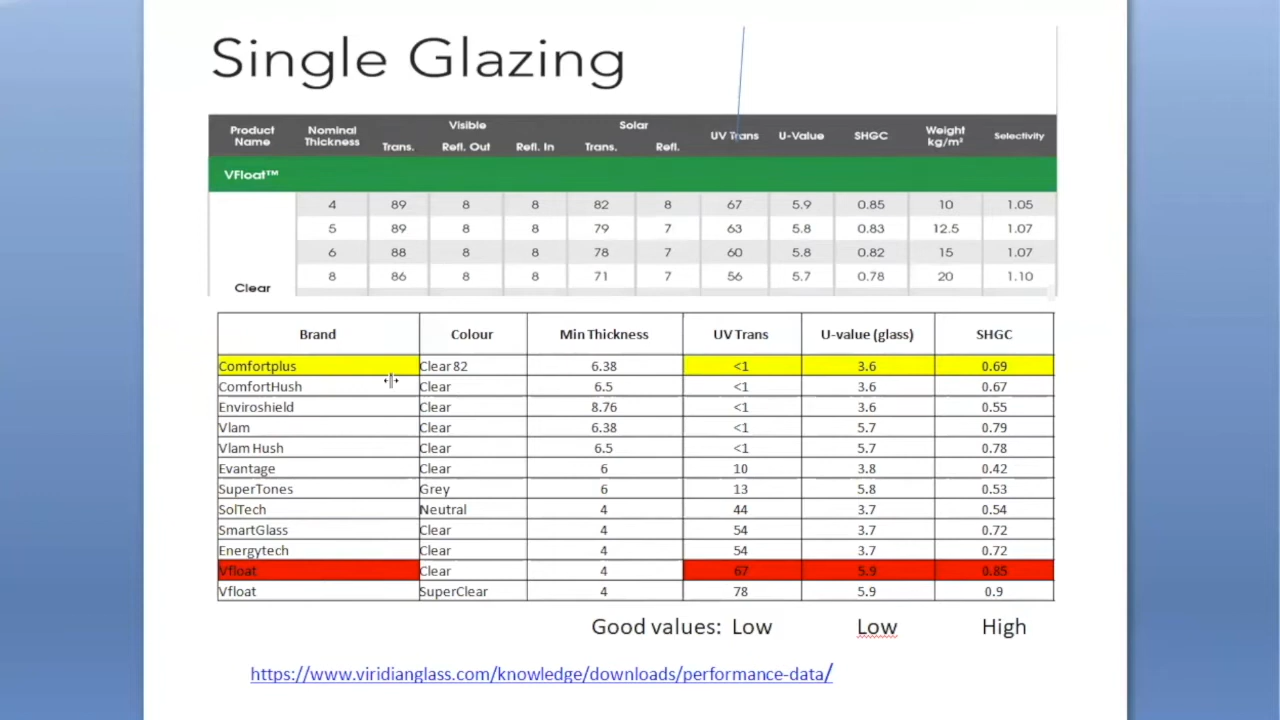 Single Glazing
Product Name Nominal Thickness Visible Solar UV Trans U-Value SHGC Weight kg/m² Selectivity
Trans. Refl. Out Refl. In Trans. Refl.
VFloat™
4 89 8 8 82 8 67 5.9 0.85 10 1.05
5 89 8 8 79 7 63 5.8 0.83 12.5 1.07
6 88 8 8 78 7 60 5.8 0.82 15 1.07
8 86 8 8 71 7 56 5.7 0.78 20 1.10
Clear
Brand Colour Min Thickness UV Trans U-value (glass) SHGC
Comfortplus Clear 82 6.38 <1 3.6 0.69
ComfortHush Clear 6.5 <1 3.6 0.67
Enviroshield Clear 8.76 <1 3.6 0.55
Vlam Clear 6.38 <1 5.7 0.79
Vlam Hush Clear 6.5 <1 5.7 0.78
Evantage Clear 6 10 3.8 0.42
SuperTones Grey 6 13 5.8 0.53
SolTech Neutral 4 44 3.7 0.54
SmartGlass Clear 4 54 3.7 0.72
Energytech Clear 4 54 3.7 0.72
Vfloat Clear 4 67 5.9 0.85
Vfloat SuperClear 4 78 5.9 0.9
Good values: Low Low High
https://www.viridianglass.com/knowledge/downloads/performance-data/